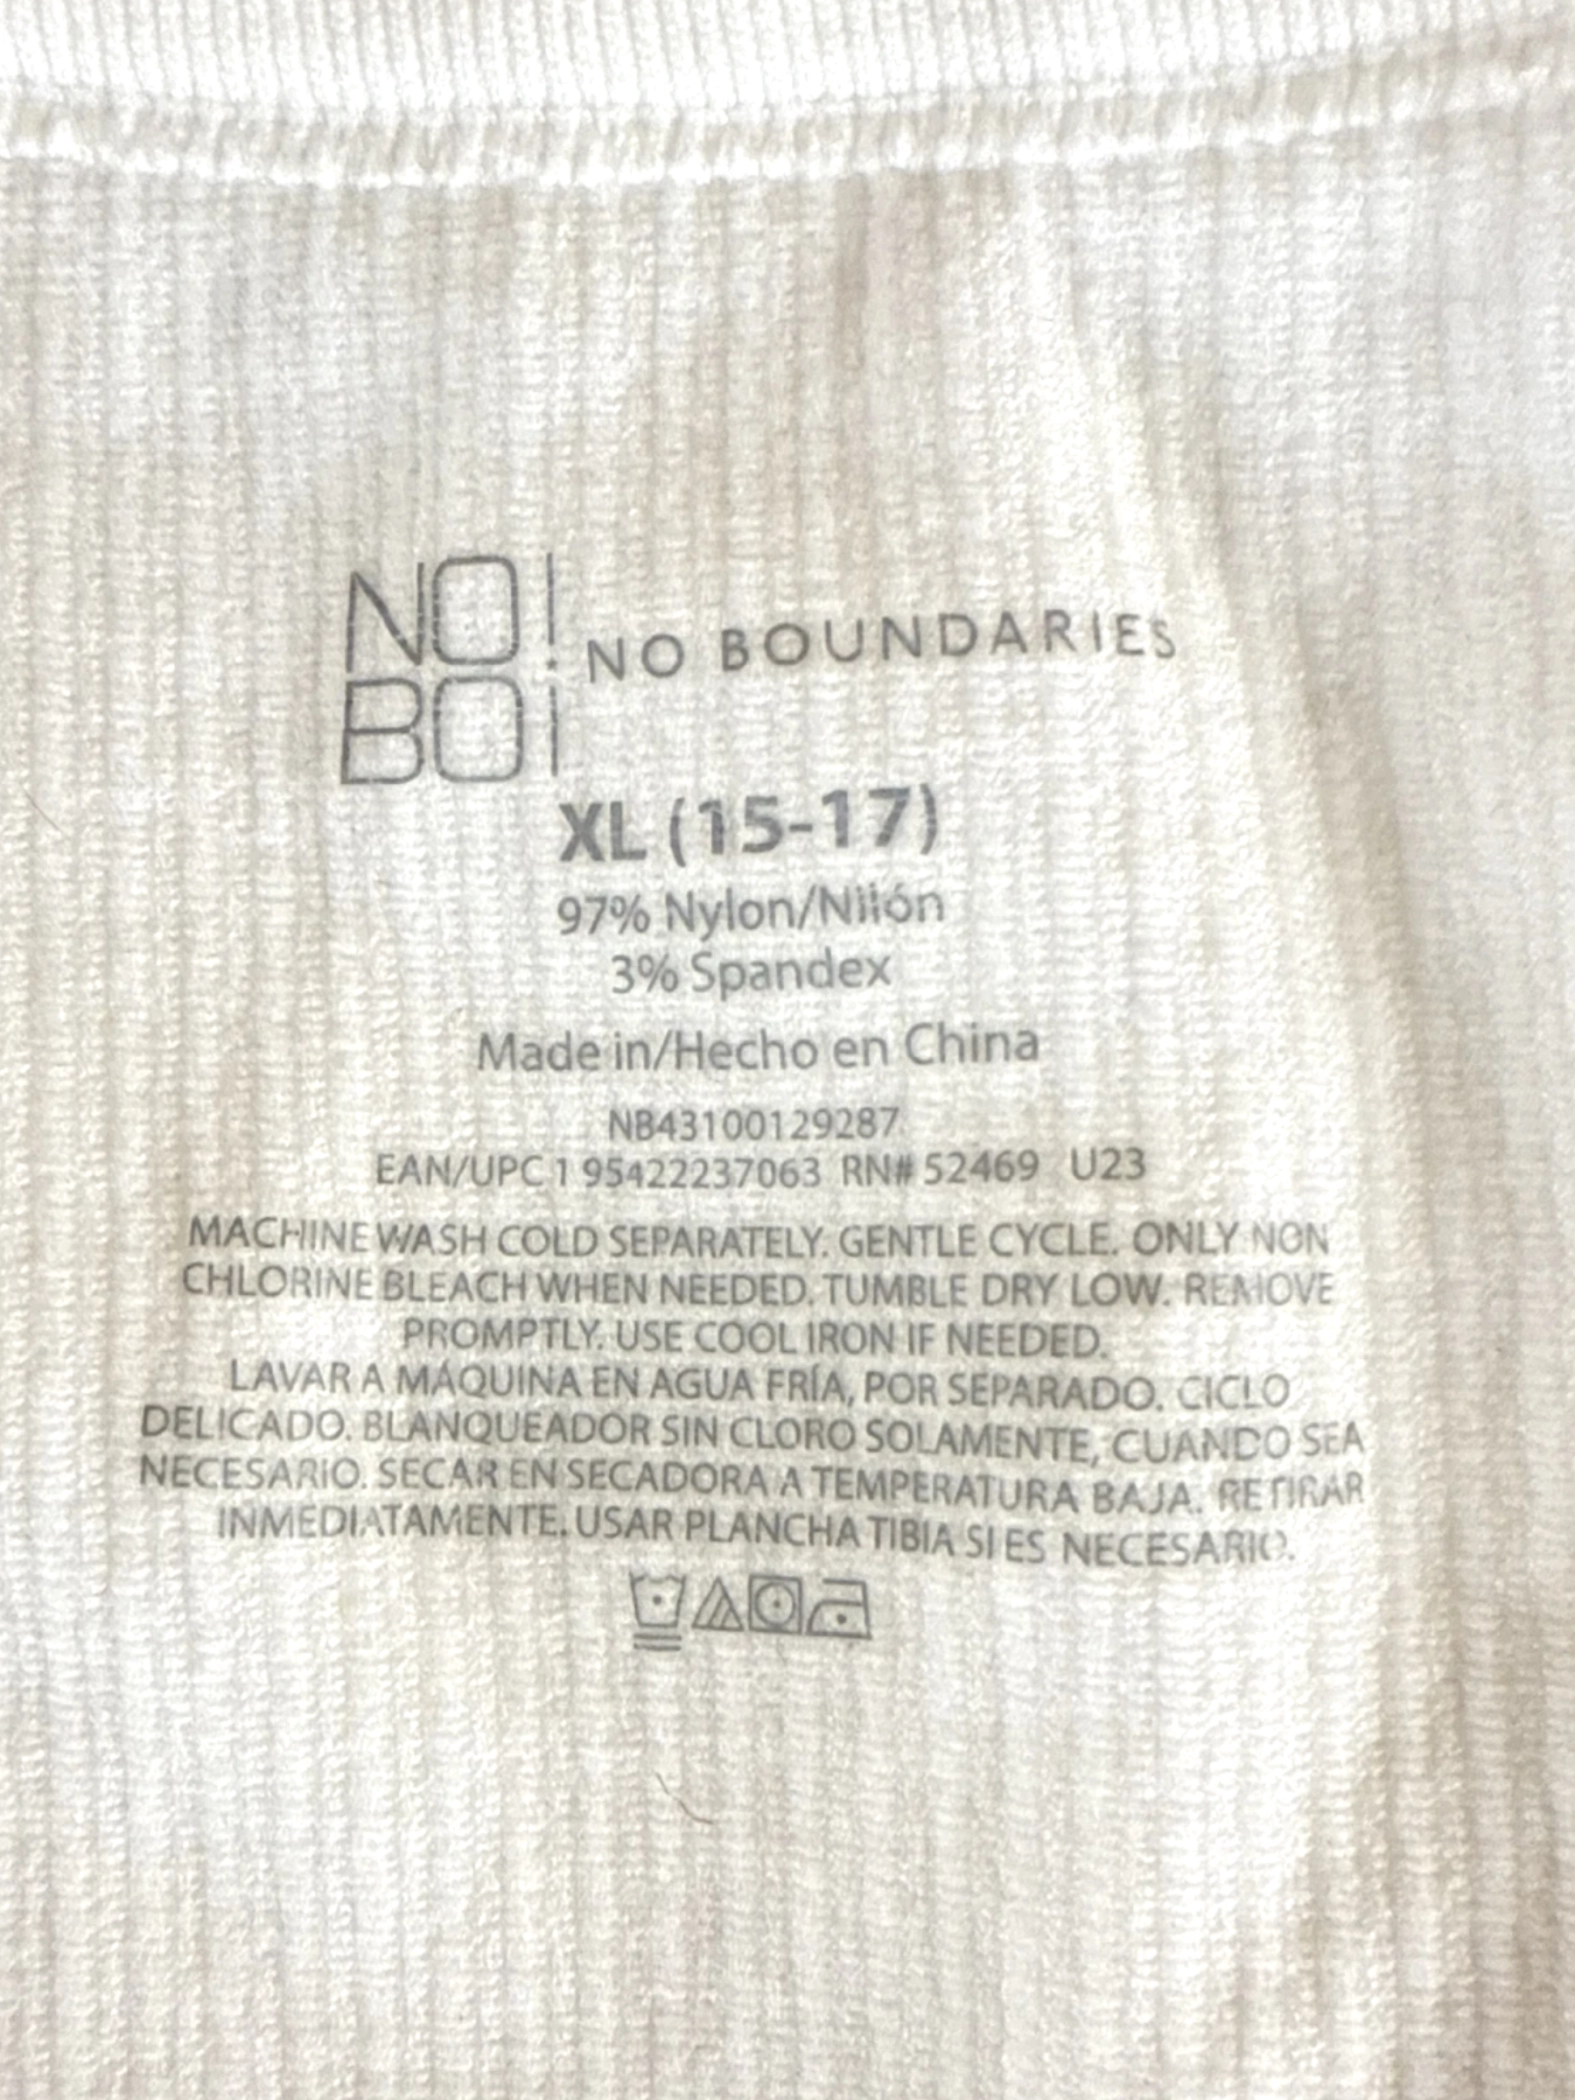 NO!
BO¡
NO BOUNDARIES
XL (15-17)
97% Nylon/Nilón
3% Spandex
Made in/Hecho en China
NB43100129287
EAN/UPC 1 95422237063 RN# 52469 U23
MACHINE WASH COLD SEPARATELY. GENTLE CYCLE. ONLY NON
CHLORINE BLEACH WHEN NEEDED. TUMBLE DRY LOW. REMOVE
PROMPTLY. USE COOL IRON IF NEEDED.
LAVAR A MÁQUINA EN AGUA FRÍA, POR SEPARADO. CICLO
DELICADO. BLANQUEADOR SIN CLORO SOLAMENTE, CUANDO SEA
NECESARIO. SECAR EN SECADORA A TEMPERATURA BAJA. RETIRAR
INMEDIATAMENTE. USAR PLANCHA TIBIA SI ES NECESARIO.